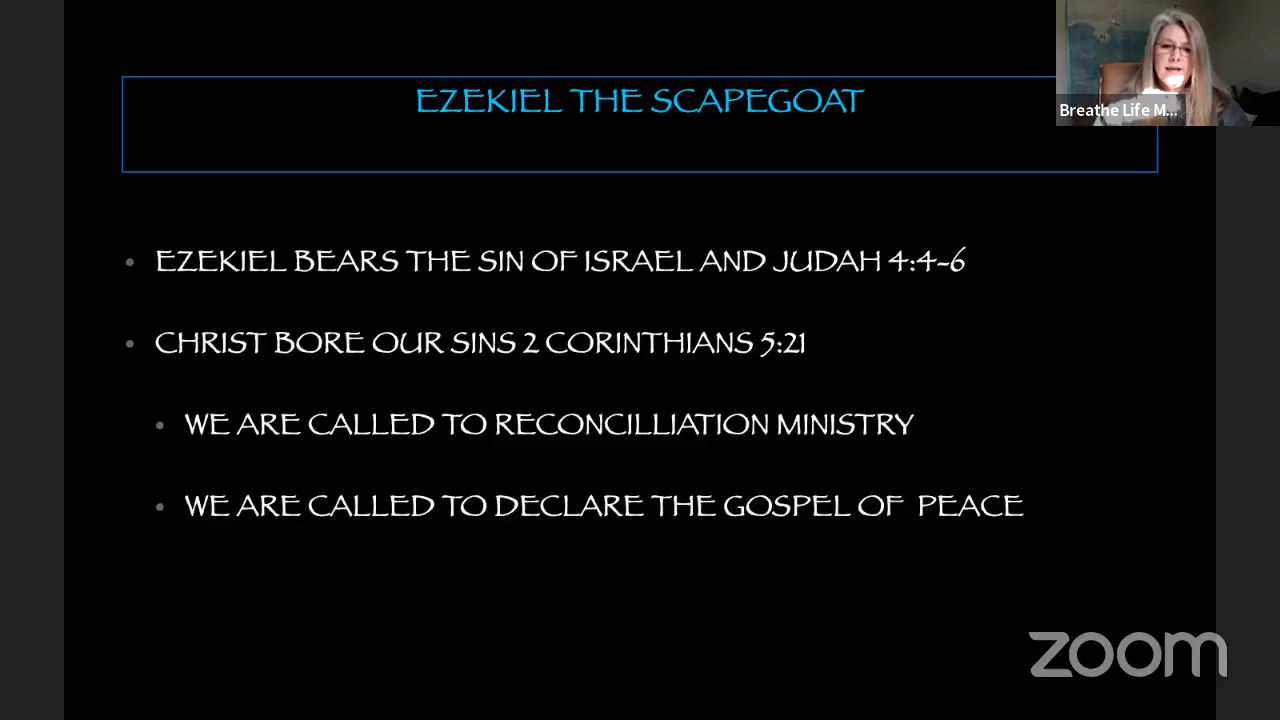 EZEKIEL THE SCAPEGOAT
Breathe Life M...
EZEKIEL BEARS THE SIN OF ISRAEL AND JUDAH 4:4-6
CHRIST BORE OUR SINS 2 CORINTHIANS 5:21
WE ARE CALLED TO RECONCILLIATION MINISTRY
WE ARE CALLED TO DECLARE THE GOSPEL OF PEACE
zoom